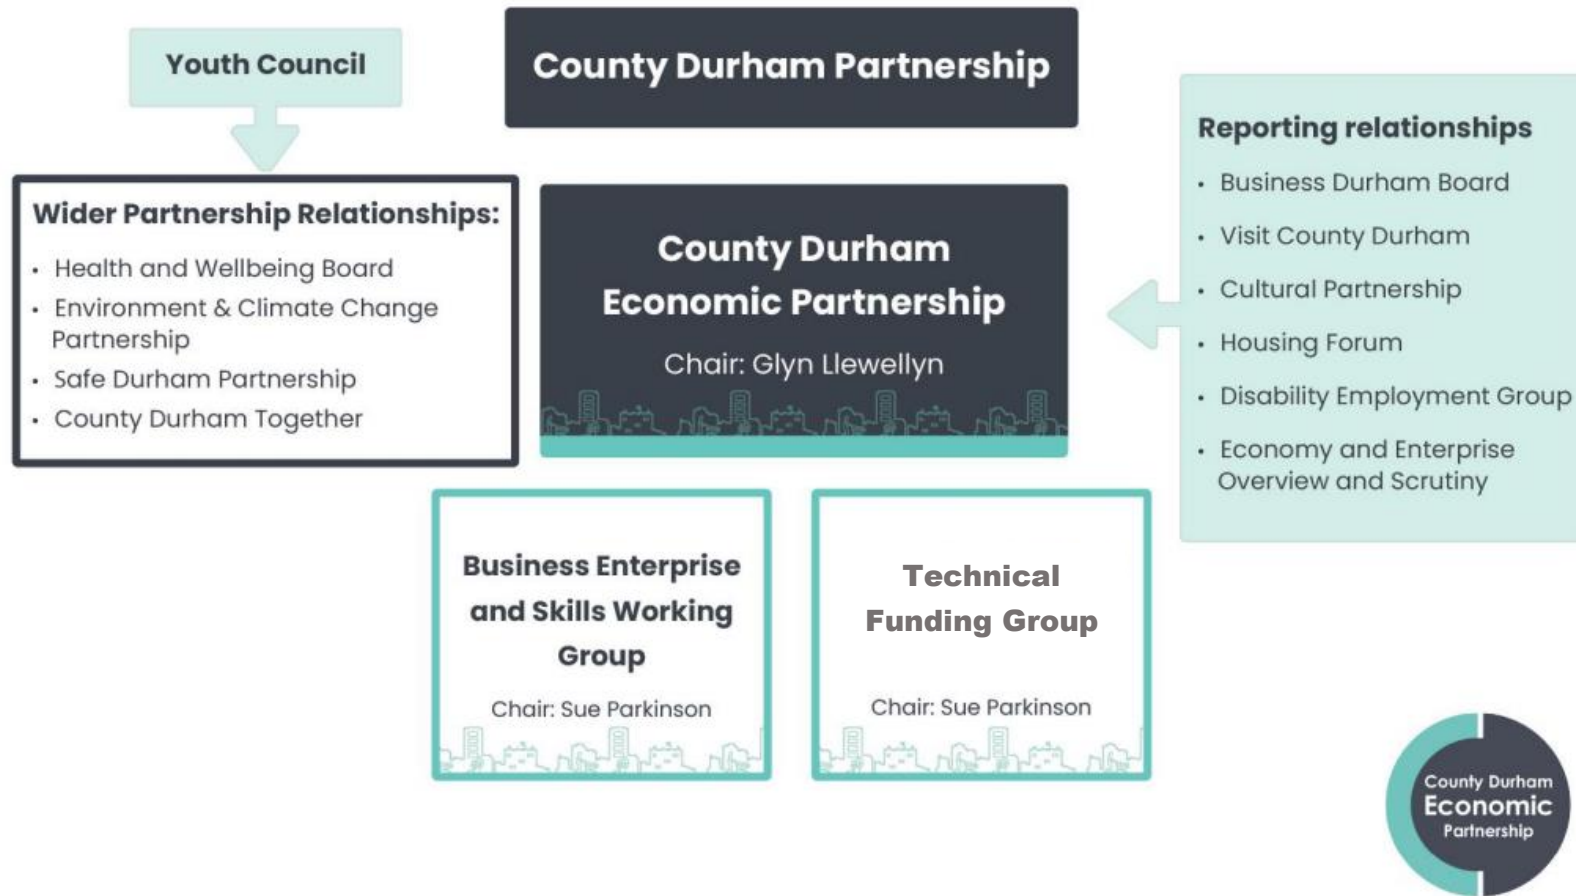 Youth Council
County Durham Partnership
Wider Partnership Relationships:
• Health and Wellbeing Board
• Environment & Climate Change
Partnership
• Safe Durham Partnership
• County Durham Together
County Durham
Economic Partnership
Chair: Glyn Llewellyn
Reporting relationships
• Business Durham Board
• Visit County Durham
• Cultural Partnership
• Housing Forum
• Disability Employment Group
• Economy and Enterprise
Overview and Scrutiny
Business Enterprise
and Skills Working
Group
Chair: Sue Parkinson
Technical
Funding Group
Chair: Sue Parkinson
County Durham
Economic
Partnership